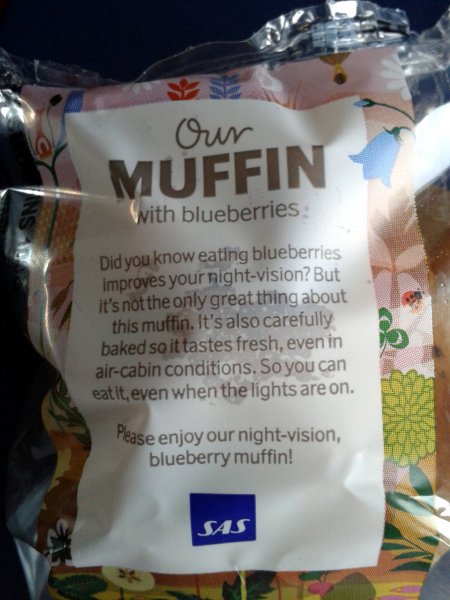 Our
MUFFIN
with blueberries
Did you know eating blueberries
improves your night-vision? But
it's not the only great thing about
this muffin. It's also carefully
baked so it tastes fresh, even in
air-cabin conditions. So you can
eat it, even when the lights are on.
Please enjoy our night-vision,
blueberry muffin!
SAS